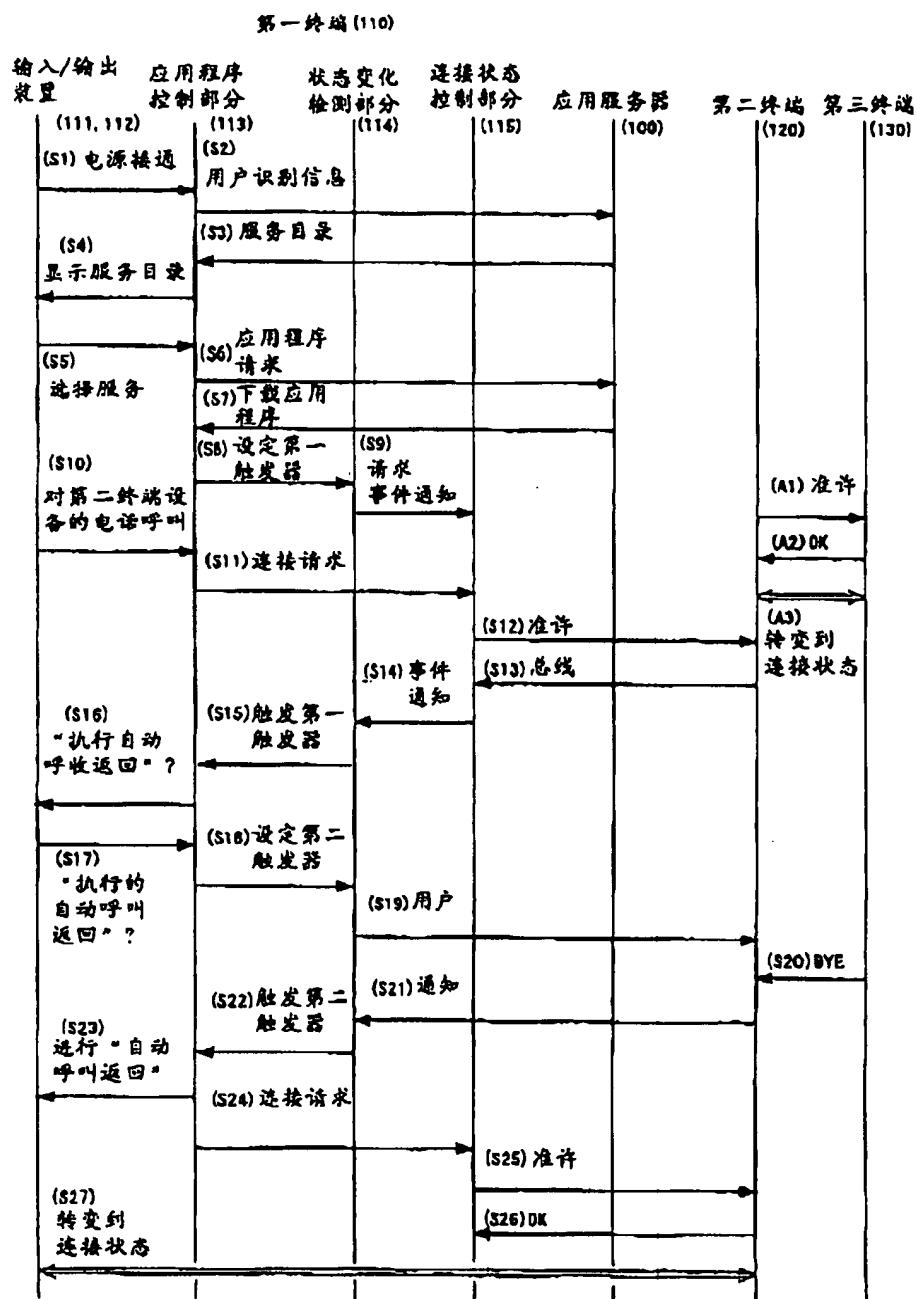 第一终端(110)
输入/输出
装置
应用程序
控制部分
状态变化
检测部分
连接状态
控制部分
应用服务器
第二终端
第三终端
(111, 112)
(113)
(114)
(115)
(100)
(120)
(130)
(S1) 电源接通
(S2)
用户识别信息
(S3) 服务目录
(S4)
显示服务目录
(S5)
选择服务
(S6) 应用程序
请求
(S7) 下载应用
程序
(S8) 设定第一
触发器
(S9)
请求
事件通知
(S10)
对第二终端设
备的电话呼叫
(A1) 准许
(A2) OK
(S11) 连接请求
(A3)
转变到
连接状态
(S12) 准许
(S13) 总线
(S14) 事件
通知
(S15) 触发第一
触发器
(S16)
"执行自动
呼收返回"?
(S18) 设定第二
触发器
(S17)
"执行的
自动呼叫
返回"?
(S19) 用户
(S20) BYE
(S21) 通知
(S22) 触发第二
触发器
(S23)
进行"自动
呼叫返回"
(S24) 连接请求
(S25) 准许
(S26) OK
(S27)
转变到
连接状态